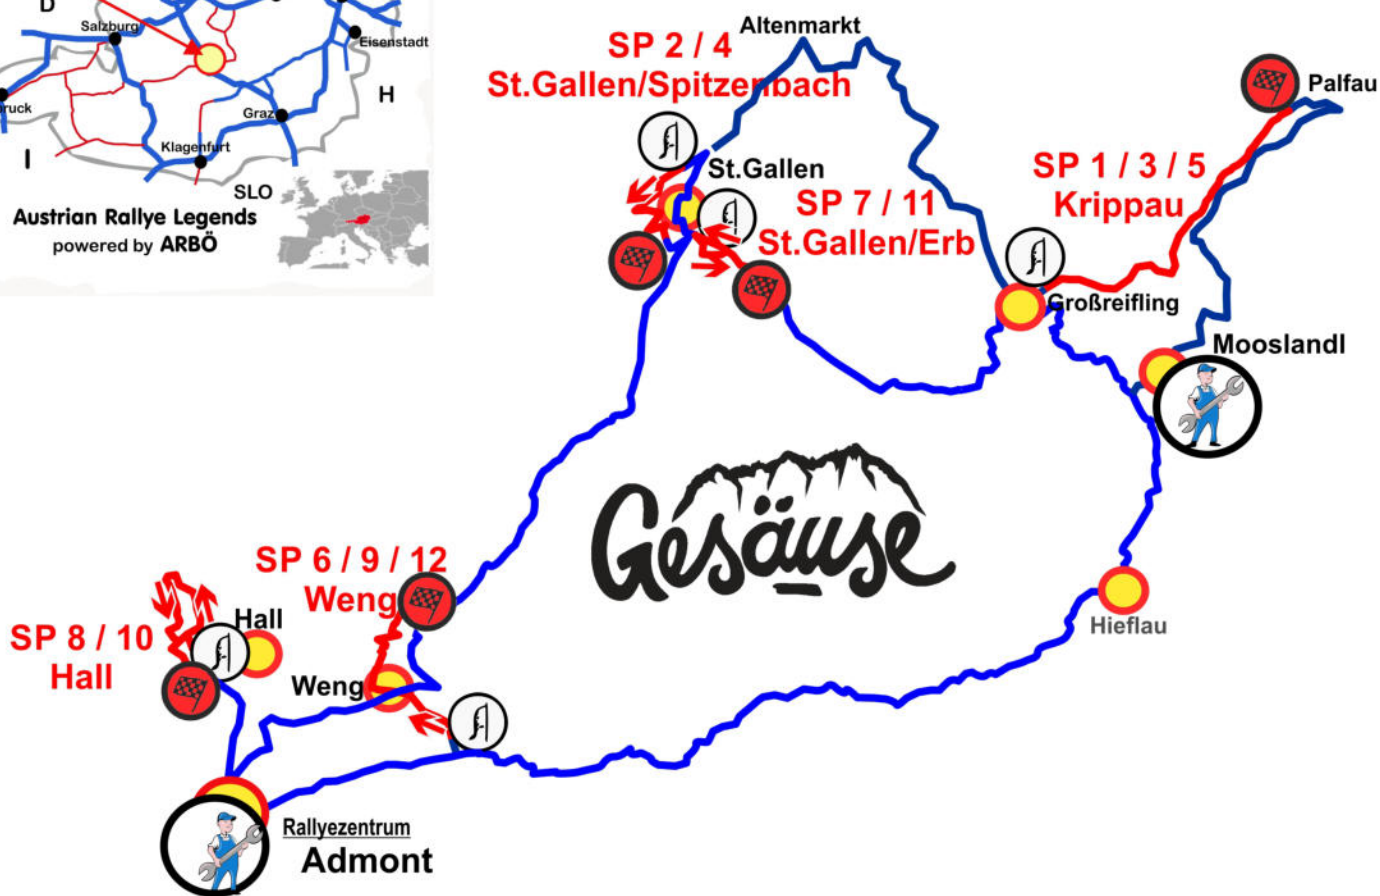 D
Salzburg
Eisenstadt
H
ruck
Graz
I
Klagenfurt
SLO
Austrian Rallye Legends
powered by ARBÖ
Altenmarkt
SP 2 / 4
St.Gallen/Spitzenbach
Palfau
St.Gallen
SP 1 / 3 / 5
Krippau
SP 7 / 11
St.Gallen/Erb
Großreifling
Mooslandl
Gesäuse
SP 6 / 9 / 12
Weng
Hieflau
Hall
SP 8 / 10
Hall
Weng
Rallyezentrum
Admont